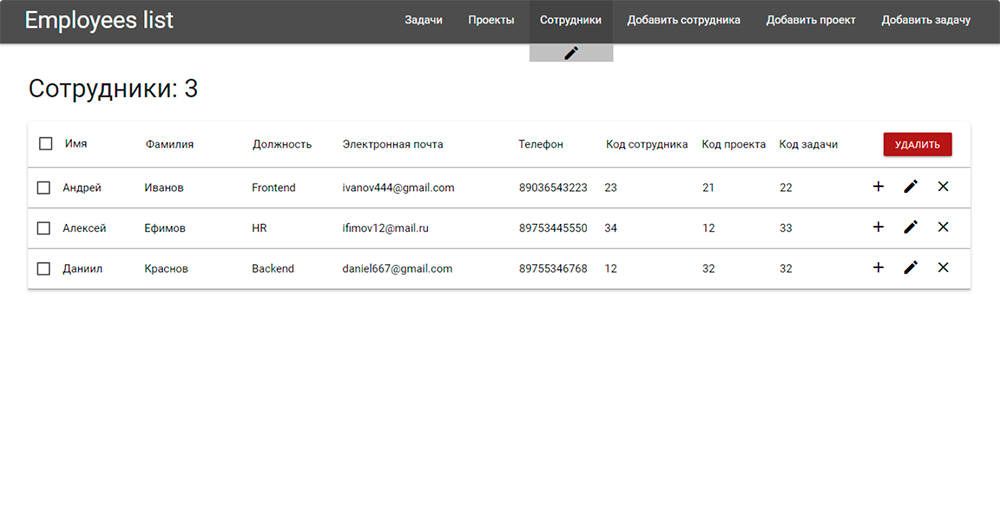 Employees list Задачи Проекты Сотрудники Добавить сотрудника Добавить проект Добавить задачу
Сотрудники: 3
Имя Фамилия Должность Электронная почта Телефон Код сотрудника Код проекта Код задачи УДАЛИТЬ
Андрей Иванов Frontend ivanov444@gmail.com 89036543223 23 21 22
Алексей Ефимов HR ifimov12@mail.ru 89753445550 34 12 33
Даниил Краснов Backend daniel667@gmail.com 89755346768 12 32 32